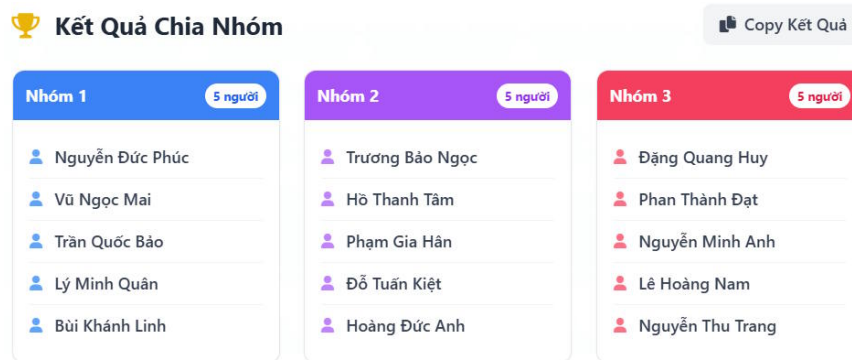 Kết Quả Chia Nhóm
Copy Kết Quả
Nhóm 1
5 người
Nguyễn Đức Phúc
Vũ Ngọc Mai
Trần Quốc Bảo
Lý Minh Quân
Bùi Khánh Linh
Nhóm 2
5 người
Trương Bảo Ngọc
Hồ Thanh Tâm
Phạm Gia Hân
Đỗ Tuấn Kiệt
Hoàng Đức Anh
Nhóm 3
5 người
Đặng Quang Huy
Phan Thành Đạt
Nguyễn Minh Anh
Lê Hoàng Nam
Nguyễn Thu Trang